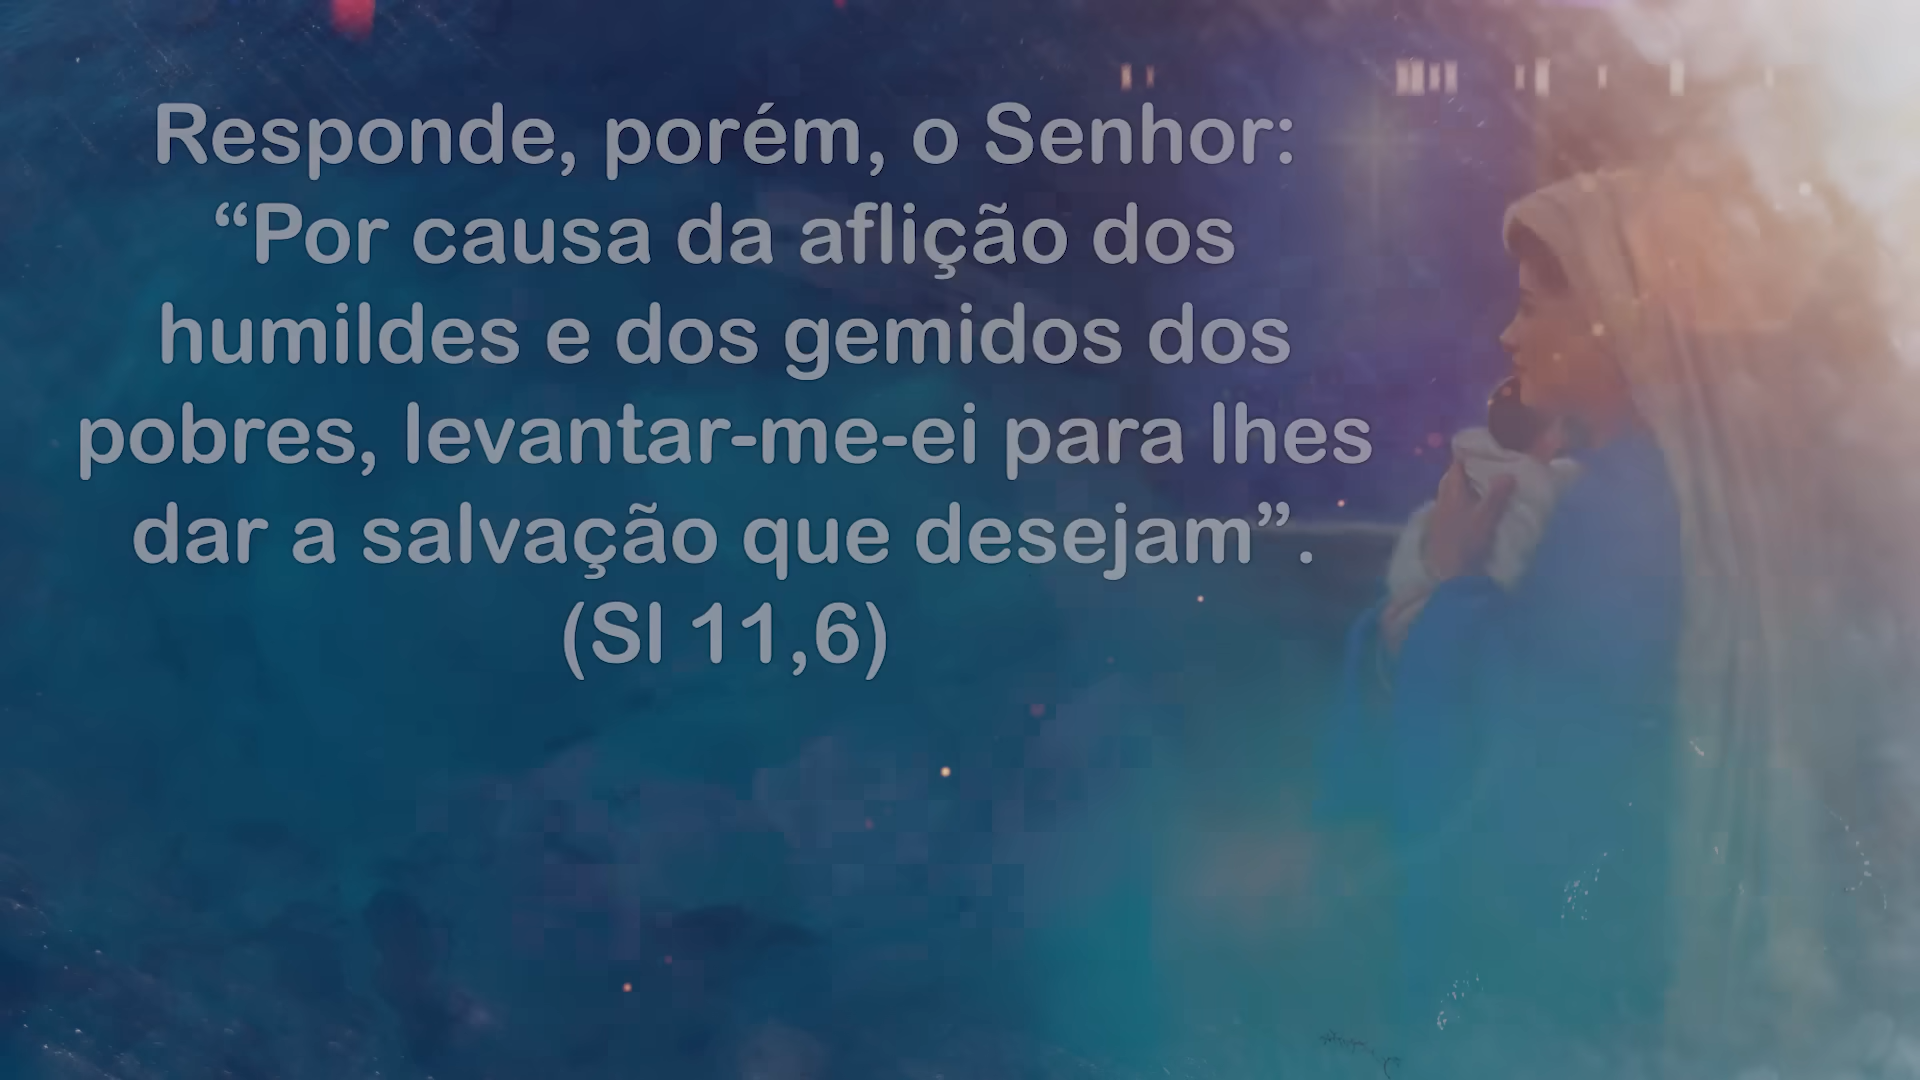 Responde, porém, o Senhor:
“Por causa da aflição dos
humildes e dos gemidos dos
pobres, levantar-me-ei para lhes
dar a salvação que desejam”.
(Sl 11,6)